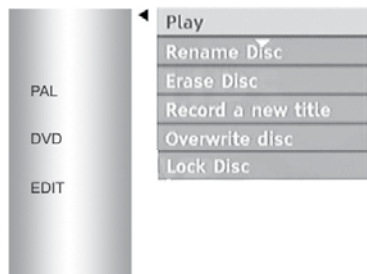 PAL
DVD
EDIT
Play
Rename Disc
Erase Disc
Record a new title
Overwrite disc
Lock Disc